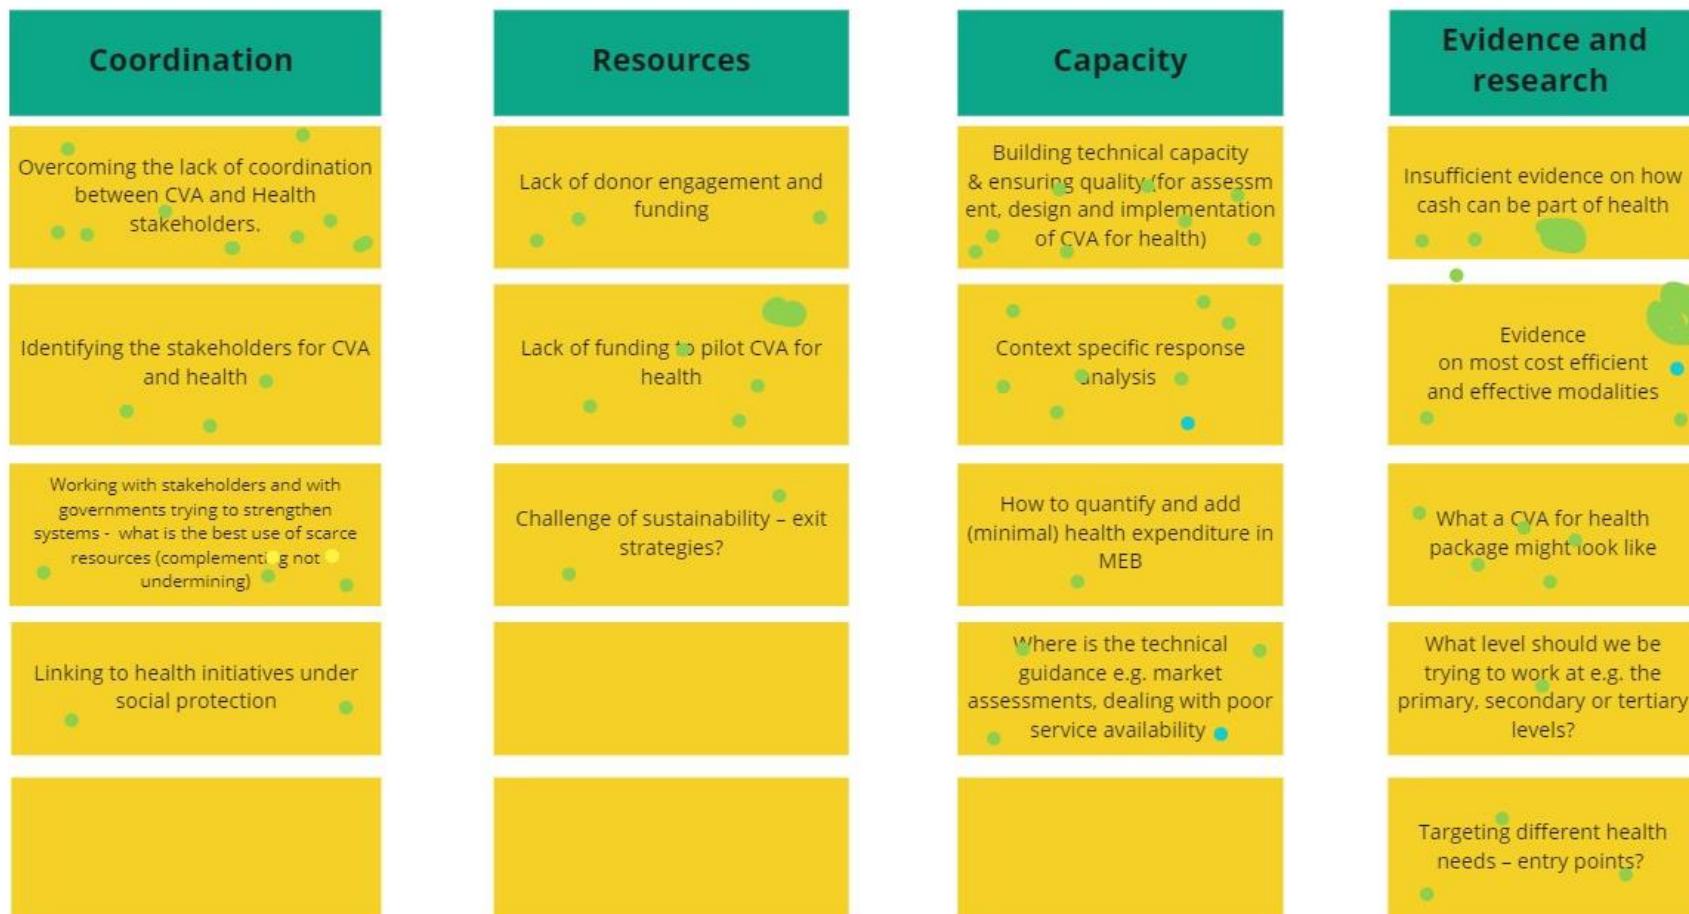 Coordination
Overcoming the lack of coordination
between CVA and Health
stakeholders.
Identifying the stakeholders for CVA
and health
Working with stakeholders and with
governments trying to strengthen
systems - what is the best use of scarce
resources (complementing not
undermining)
Linking to health initiatives under
social protection
Resources
Lack of donor engagement and
funding
Lack of funding to pilot CVA for
health
Challenge of sustainability – exit
strategies?
Capacity
Building technical capacity
& ensuring quality (for assessm
ent, design and implementation
of CVA for health)
Context specific response
analysis
How to quantify and add
(minimal) health expenditure in
MEB
Where is the technical
guidance e.g. market
assessments, dealing with poor
service availability
Evidence and
research
Insufficient evidence on how
cash can be part of health
Evidence
on most cost efficient
and effective modalities
What a CVA for health
package might look like
What level should we be
trying to work at e.g. the
primary, secondary or tertiary
levels?
Targeting different health
needs – entry points?